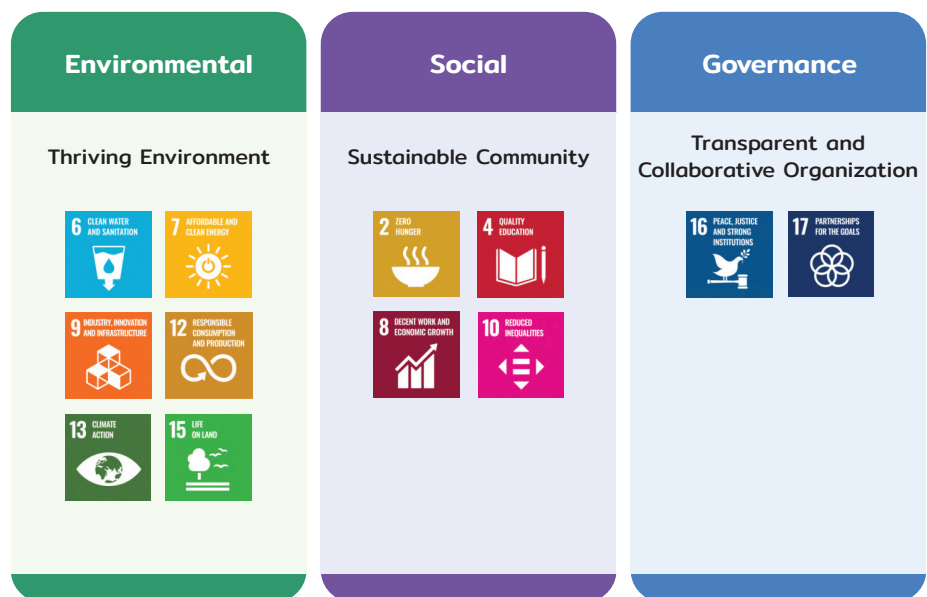 Environmental
Thriving Environment
6 CLEAN WATER
AND SANITATION
7 AFFORDABLE AND
CLEAN ENERGY
9 INDUSTRY, INNOVATION
AND INFRASTRUCTURE
12 RESPONSIBLE
CONSUMPTION
AND PRODUCTION
13 CLIMATE
ACTION
15 LIFE
ON LAND
Social
Sustainable Community
2 ZERO
HUNGER
4 QUALITY
EDUCATION
8 DECENT WORK AND
ECONOMIC GROWTH
10 REDUCED
INEQUALITIES
Governance
Transparent and
Collaborative Organization
16 PEACE, JUSTICE
AND STRONG
INSTITUTIONS
17 PARTNERSHIPS
FOR THE GOALS